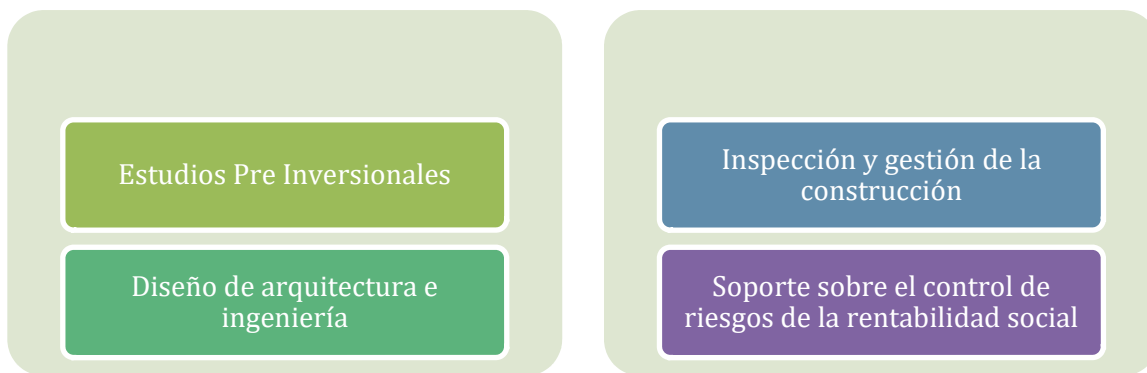 Estudios Pre Inversionales
Diseño de arquitectura e
ingeniería
Inspección y gestión de la
construcción
Soporte sobre el control de
riesgos de la rentabilidad social